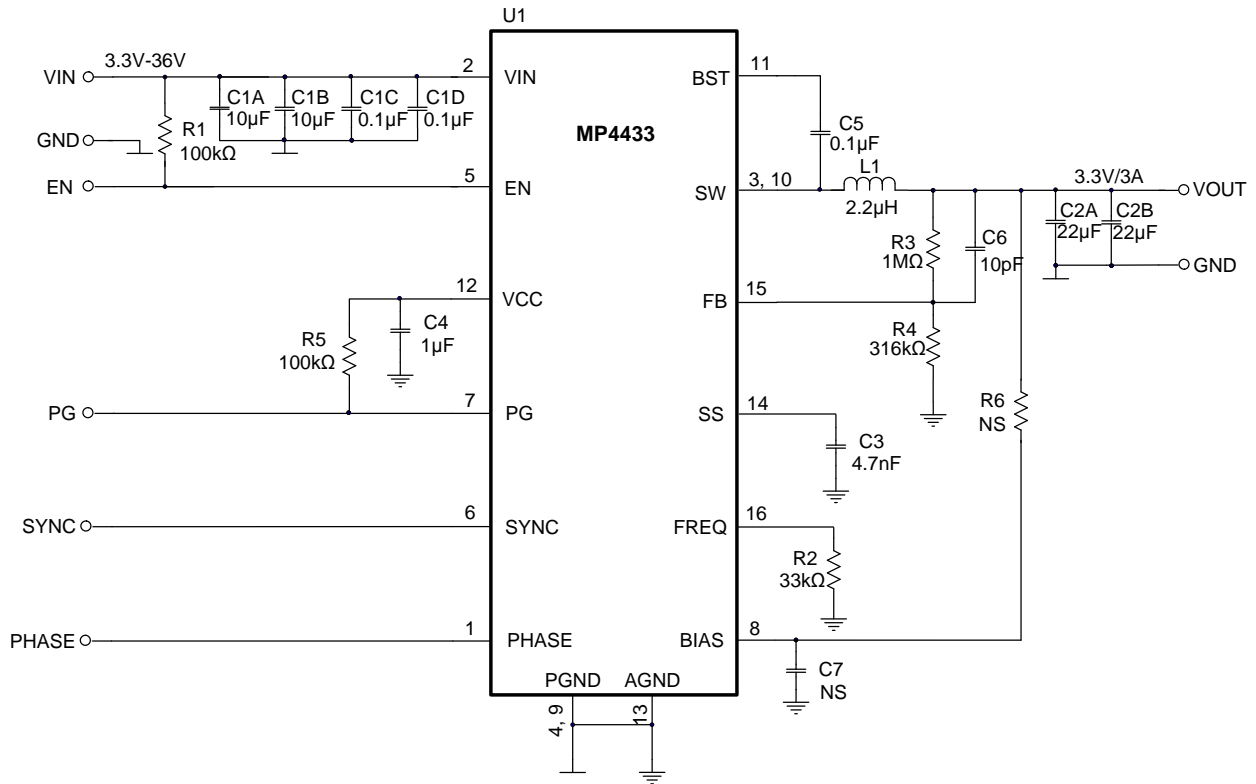 U1
MP4433
VIN
3.3V-36V
2
VIN
C1A
10µF
C1B
10µF
C1C
0.1µF
C1D
0.1µF
GND
R1
100kΩ
EN
5
EN
12
VCC
R5
100kΩ
C4
1µF
PG
7
PG
SYNC
6
SYNC
PHASE
1
PHASE
PGND
AGND
4, 9
13
BST
11
C5
0.1µF
SW
3, 10
L1
2.2µH
3.3V/3A
VOUT
C2A
22µF
C2B
22µF
GND
R3
1MΩ
C6
10pF
FB
15
R4
316kΩ
R6
NS
SS
14
C3
4.7nF
FREQ
16
R2
33kΩ
BIAS
8
C7
NS